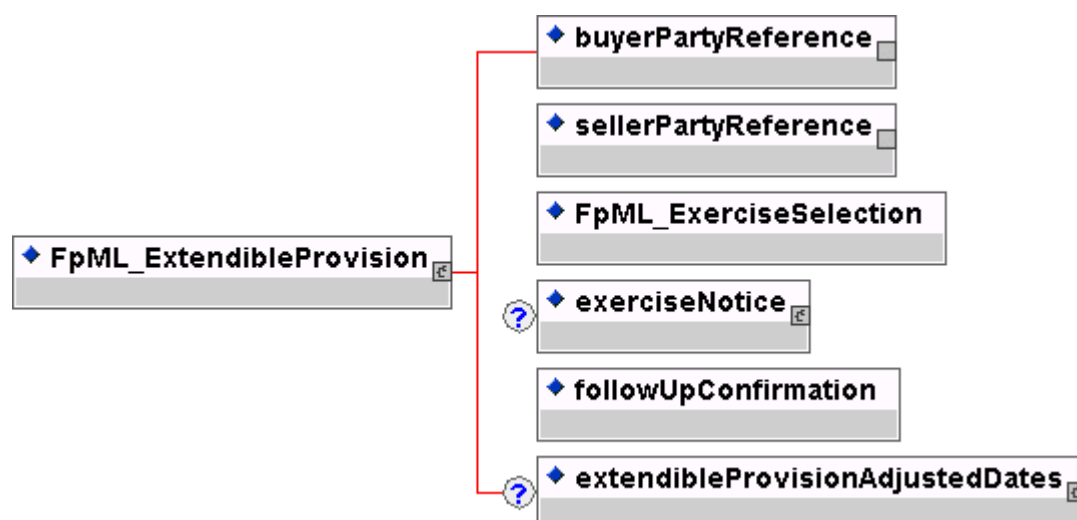 buyerPartyReference
sellerPartyReference
FpML_ExerciseSelection
FpML_ExtendibleProvision
? exerciseNotice
followUpConfirmation
? extendibleProvisionAdjustedDates